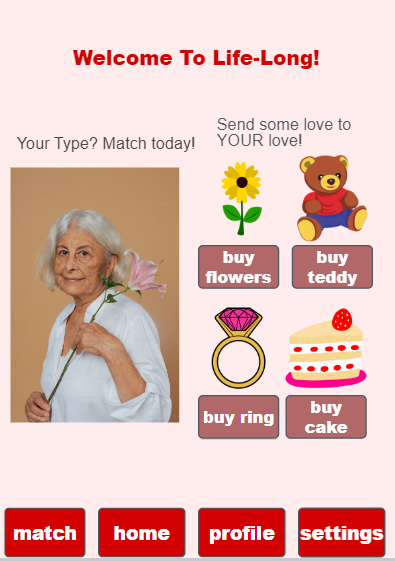 Welcome To Life-Long!
Your Type? Match today!
Send some love to
YOUR love!
buy
flowers
buy
teddy
buy ring
buy
cake
match
home
profile
settings